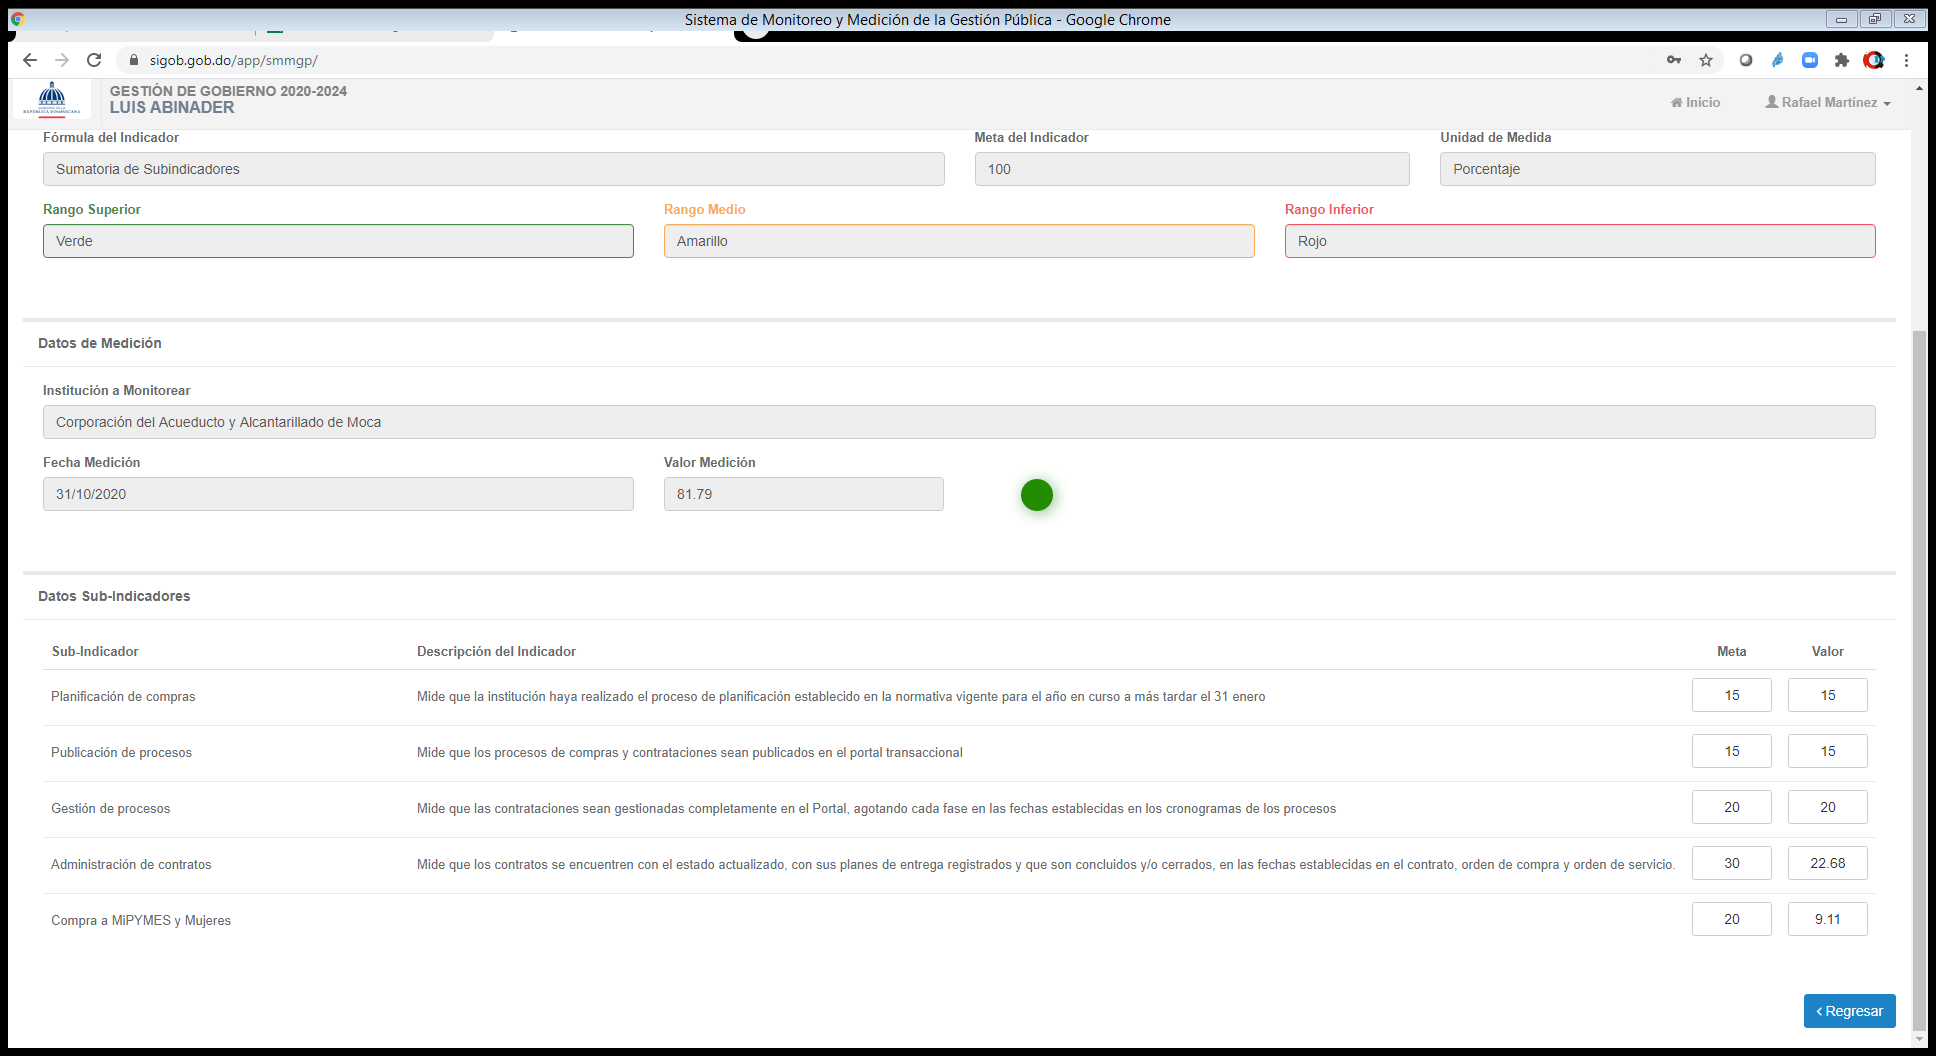 Sistema de Monitoreo y Medición de la Gestión Pública - Google Chrome
sigob.gob.do/app/smmgp/
GESTIÓN DE GOBIERNO 2020-2024
LUIS ABINADER
REPÚBLICA DOMINICANA
Inicio
Rafael Martínez
Fórmula del Indicador
Meta del Indicador
Unidad de Medida
Sumatoria de Subindicadores
100
Porcentaje
Rango Superior
Rango Medio
Rango Inferior
Verde
Amarillo
Rojo
Datos de Medición
Institución a Monitorear
Corporación del Acueducto y Alcantarillado de Moca
Fecha Medición
Valor Medición
31/10/2020
81.79
Datos Sub-Indicadores
Sub-Indicador Descripción del Indicador Meta Valor
Planificación de compras Mide que la institución haya realizado el proceso de planificación establecido en la normativa vigente para el año en curso a más tardar el 31 enero 15 15
Publicación de procesos Mide que los procesos de compras y contrataciones sean publicados en el portal transaccional 15 15
Gestión de procesos Mide que las contrataciones sean gestionadas completamente en el Portal, agotando cada fase en las fechas establecidas en los cronogramas de los procesos 20 20
Administración de contratos Mide que los contratos se encuentren con el estado actualizado, con sus planes de entrega registrados y que son concluidos y/o cerrados, en las fechas establecidas en el contrato, orden de compra y orden de servicio. 30 22.68
Compra a MiPYMES y Mujeres 20 9.11
Regresar